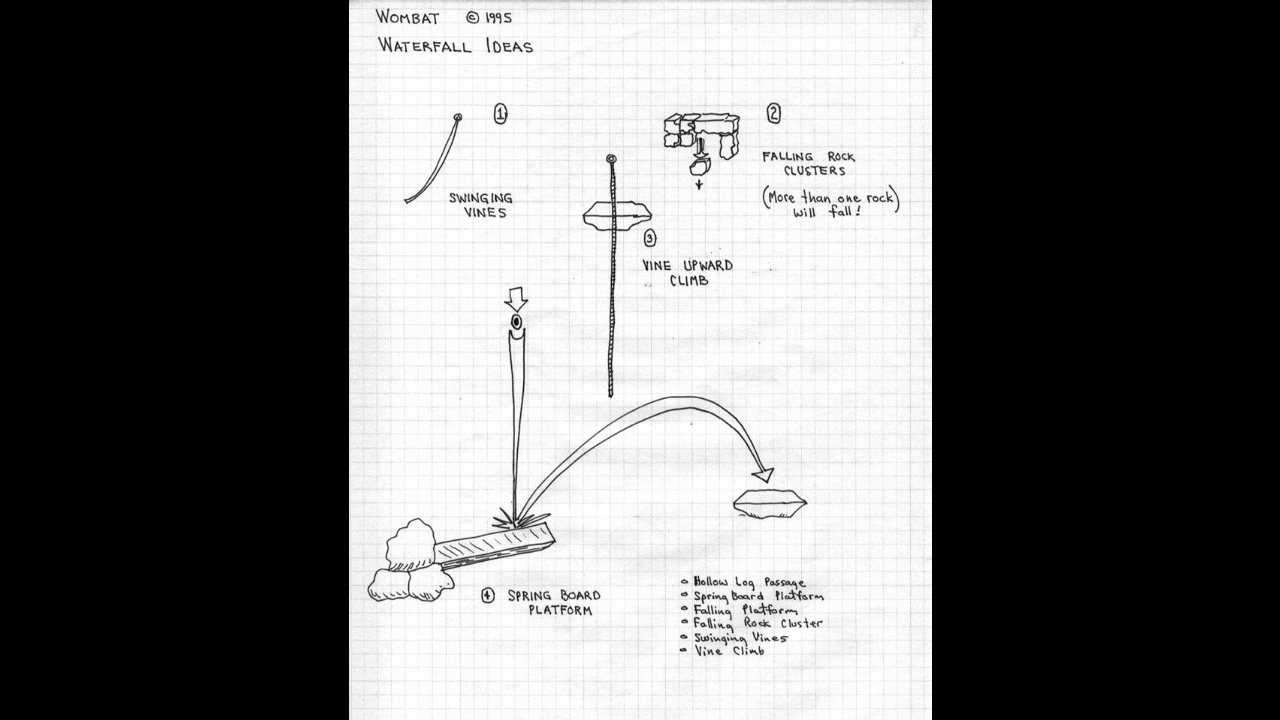 WOMBAT © 1995
WATERFALL IDEAS
1
SWINGING
VINES
2
FALLING ROCK
CLUSTERS
(More than one rock)
will fall!
3
VINE UPWARD
CLIMB
4 SPRING BOARD
PLATFORM
Hollow Log Passage
Spring Board Platform
Falling Platform
Falling Rock Cluster
Swinging Vines
Vine Climb